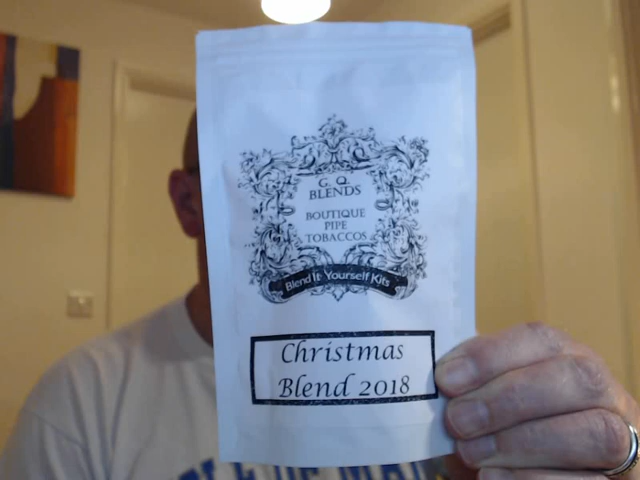 G. Q.
BLENDS
BOUTIQUE
PIPE
TOBACCOS
Blend It Yourself Kits
Christmas
Blend 2018